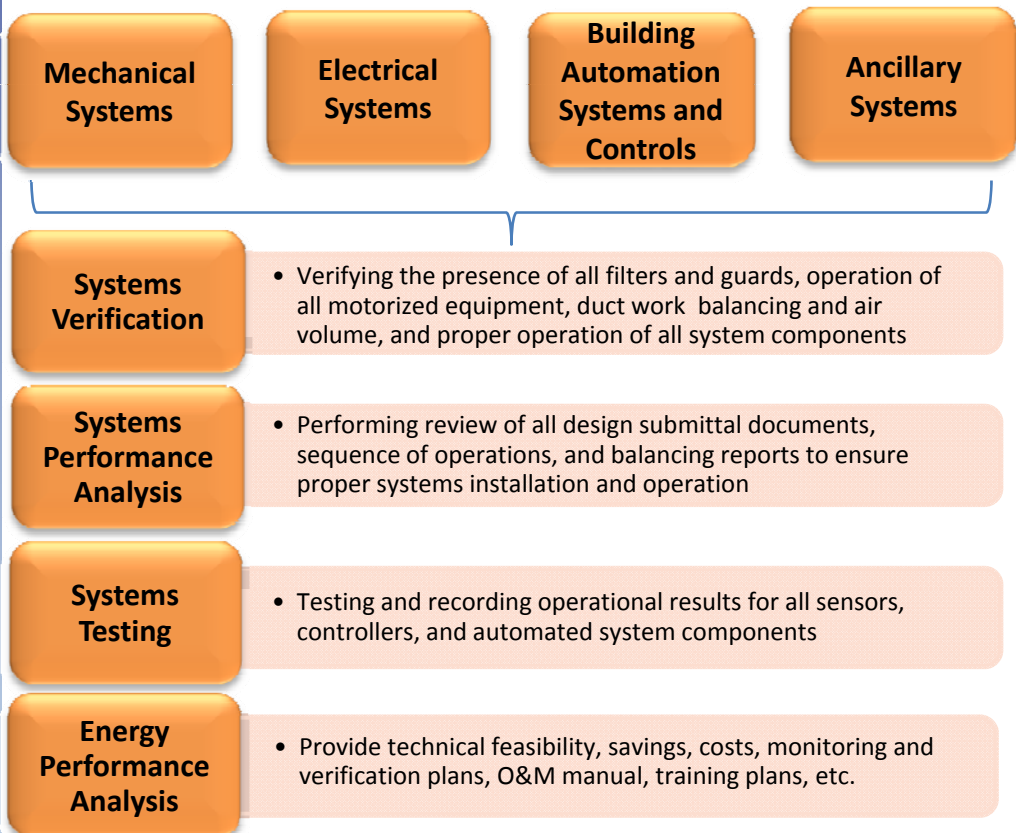 Mechanical
Systems
Electrical
Systems
Building
Automation
Systems and
Controls
Ancillary
Systems
Systems
Verification
• Verifying the presence of all filters and guards, operation of
all motorized equipment, duct work balancing and air
volume, and proper operation of all system components
Systems
Performance
Analysis
• Performing review of all design submittal documents,
sequence of operations, and balancing reports to ensure
proper systems installation and operation
Systems
Testing
• Testing and recording operational results for all sensors,
controllers, and automated system components
Energy
Performance
Analysis
• Provide technical feasibility, savings, costs, monitoring and
verification plans, O&M manual, training plans, etc.